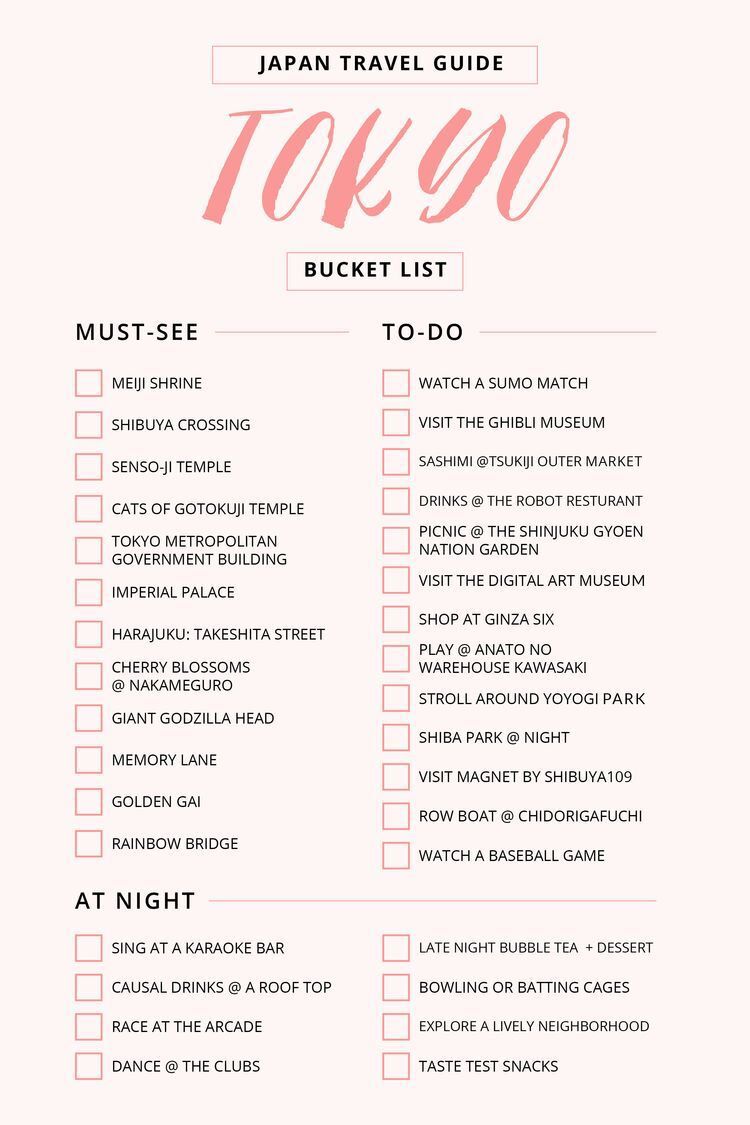 JAPAN TRAVEL GUIDE
TOKYO
BUCKET LIST
MUST-SEE
MEIJI SHRINE
SHIBUYA CROSSING
SENSO-JI TEMPLE
CATS OF GOTOKUJI TEMPLE
TOKYO METROPOLITAN
GOVERNMENT BUILDING
IMPERIAL PALACE
HARAJUKU: TAKESHITA STREET
CHERRY BLOSSOMS
@ NAKAMEGURO
GIANT GODZILLA HEAD
MEMORY LANE
GOLDEN GAI
RAINBOW BRIDGE
TO-DO
WATCH A SUMO MATCH
VISIT THE GHIBLI MUSEUM
SASHIMI @TSUKIJI OUTER MARKET
DRINKS @ THE ROBOT RESTURANT
PICNIC @ THE SHINJUKU GYOEN
NATION GARDEN
VISIT THE DIGITAL ART MUSEUM
SHOP AT GINZA SIX
PLAY @ ANATO NO
WAREHOUSE KAWASAKI
STROLL AROUND YOYOGI PARK
SHIBA PARK @ NIGHT
VISIT MAGNET BY SHIBUYA109
ROW BOAT @ CHIDORIGAFUCHI
WATCH A BASEBALL GAME
AT NIGHT
SING AT A KARAOKE BAR
CAUSAL DRINKS @ A ROOF TOP
RACE AT THE ARCADE
DANCE @ THE CLUBS
LATE NIGHT BUBBLE TEA + DESSERT
BOWLING OR BATTING CAGES
EXPLORE A LIVELY NEIGHBORHOOD
TASTE TEST SNACKS